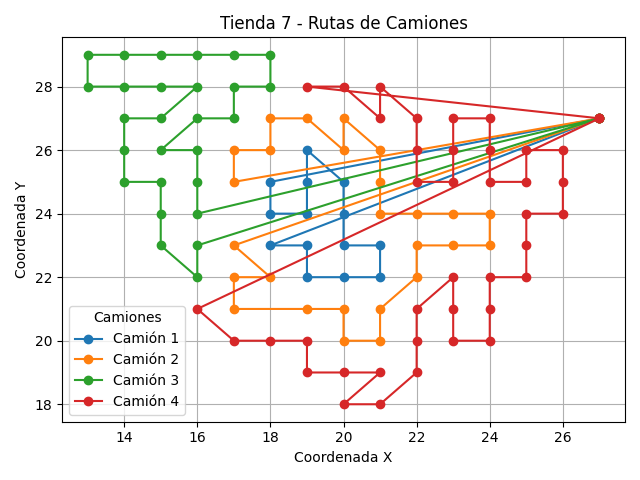 Tienda 7 - Rutas de Camiones
Coordenada Y
28
26
24
22
20
18
Camiones
Camión 1
Camión 2
Camión 3
Camión 4
14 16 18 20 22 24 26
Coordenada X